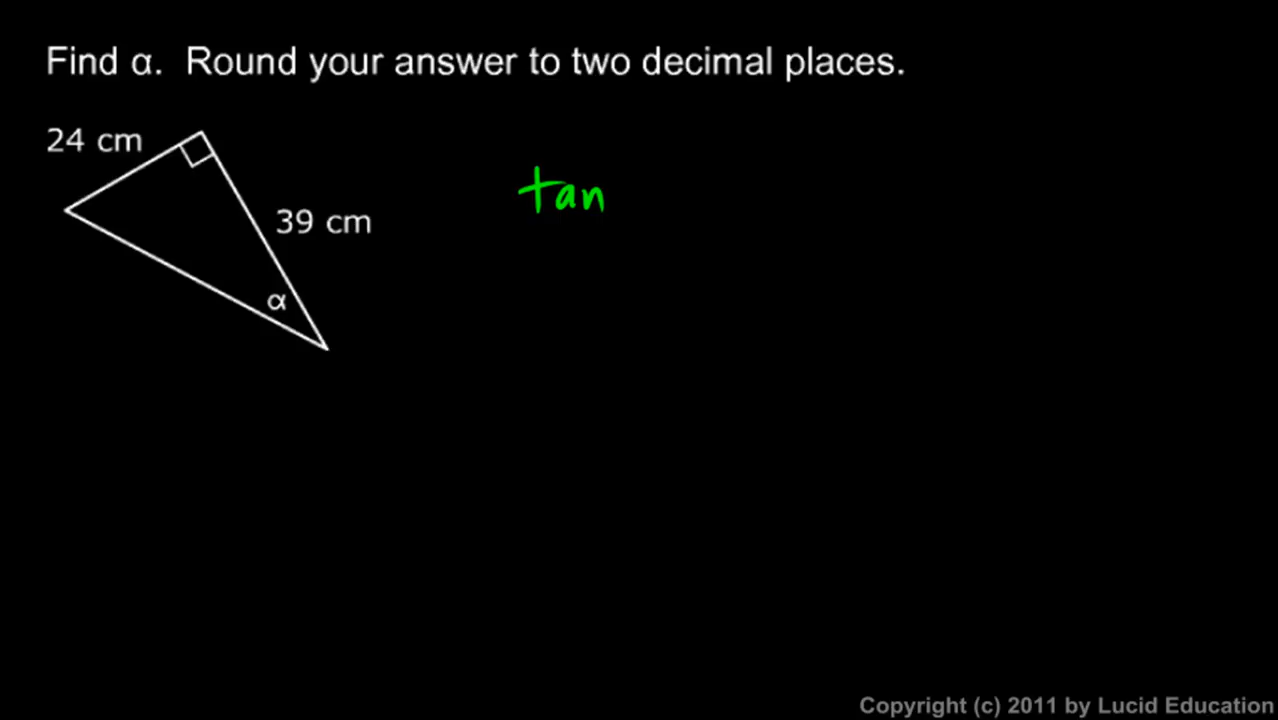 Find α. Round your answer to two decimal places.
24 cm
tan
39 cm
α
Copyright (c) 2011 by Lucid Education